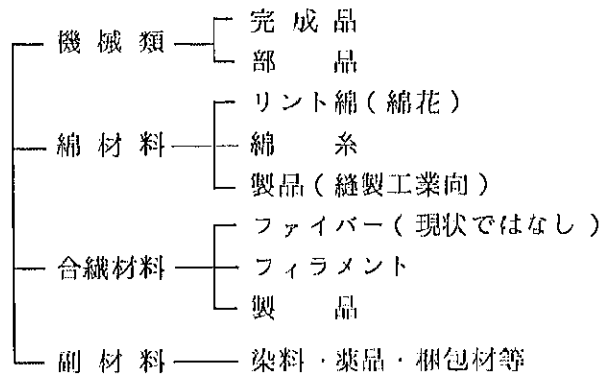 機械類
完成品
部品
綿材料
リント綿(綿花)
綿糸
製品(縫製工業向)
合繊材料
ファイバー(現状ではなし)
フィラメント
製品
副材料
染料・薬品・梱包材等